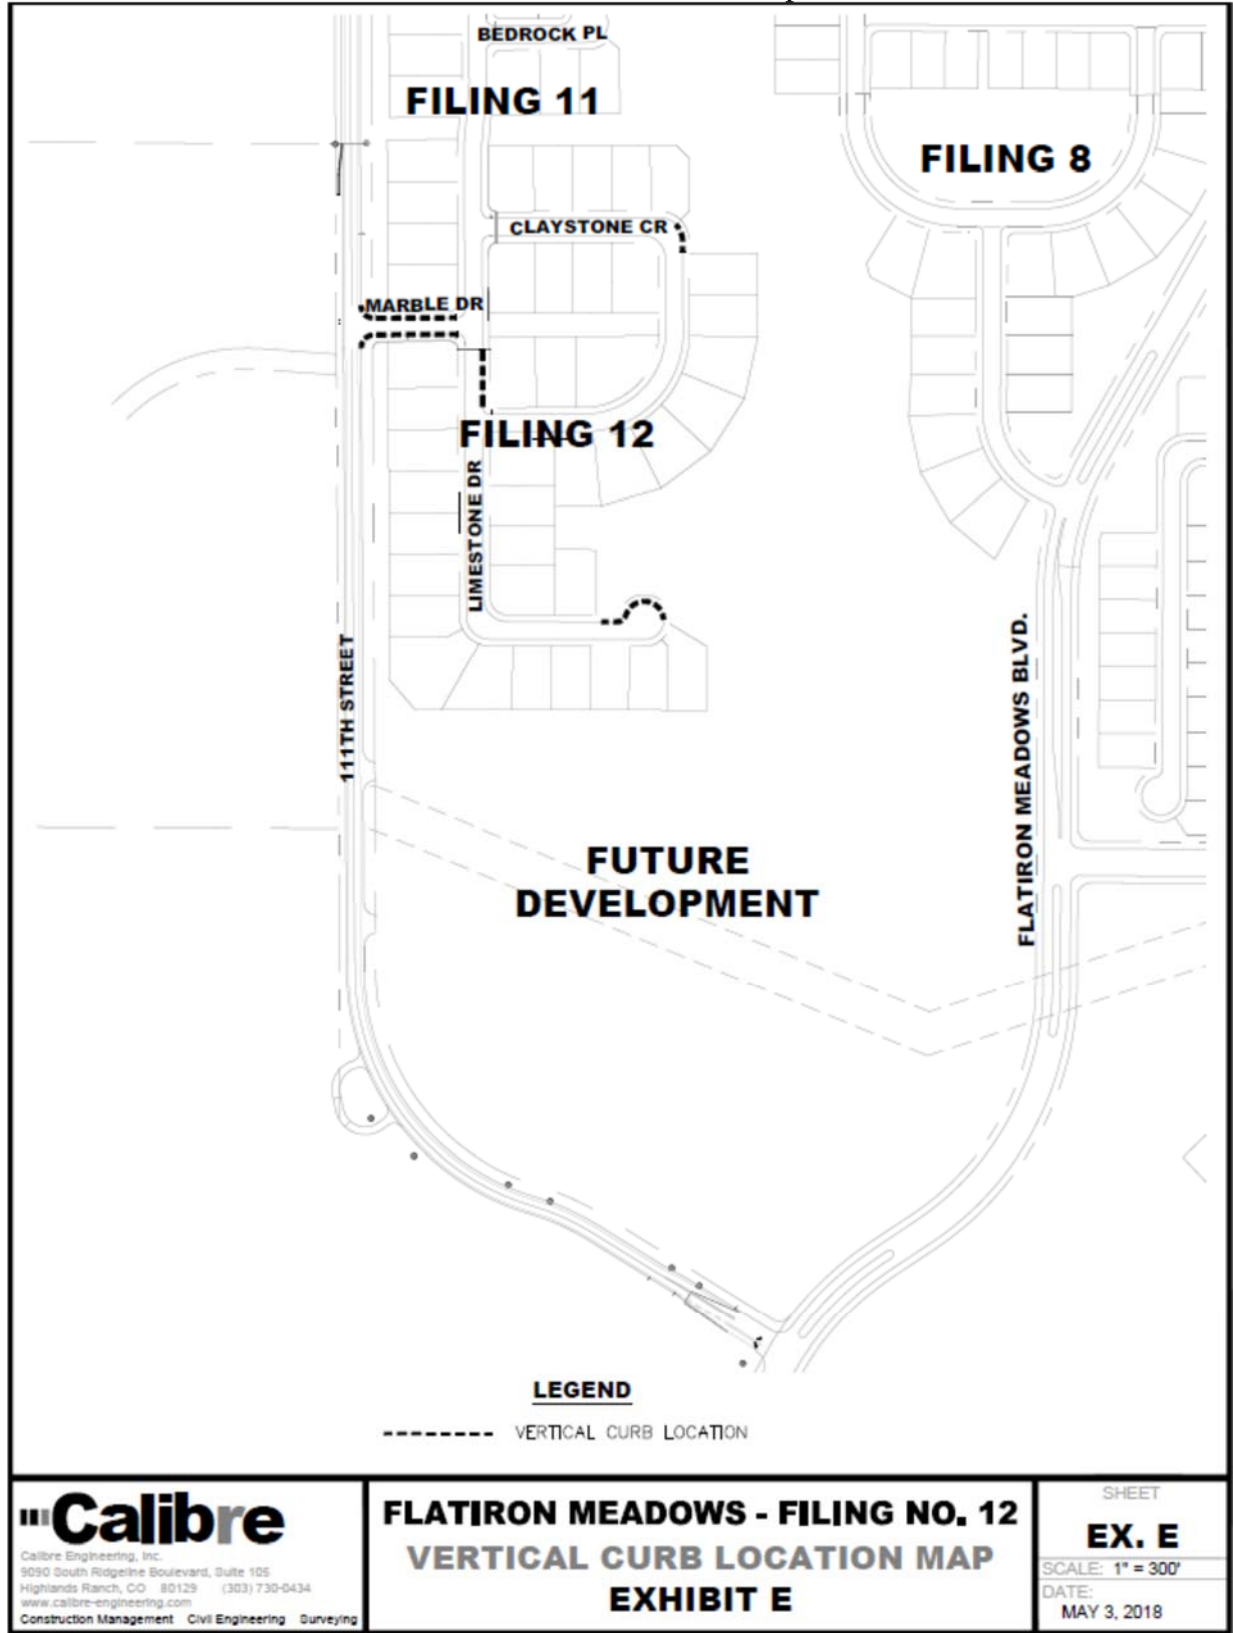 BEDROCK PL
FILING 11
FILING 8
CLAYSTONE CR
MARBLE DR
FILING 12
LIMESTONE DR
111TH STREET
FLATIRON MEADOWS BLVD.
FUTURE
DEVELOPMENT
LEGEND
VERTICAL CURB LOCATION
Calibre
Calibre Engineering, Inc.
9090 South Ridgeline Boulevard, Suite 105
Highlands Ranch, CO 80129 (303) 730-0434
www.calibre-engineering.com
Construction Management Civil Engineering Surveying
FLATIRON MEADOWS - FILING NO. 12
VERTICAL CURB LOCATION MAP
EXHIBIT E
SHEET
EX. E
SCALE: 1" = 300'
DATE:
MAY 3, 2018